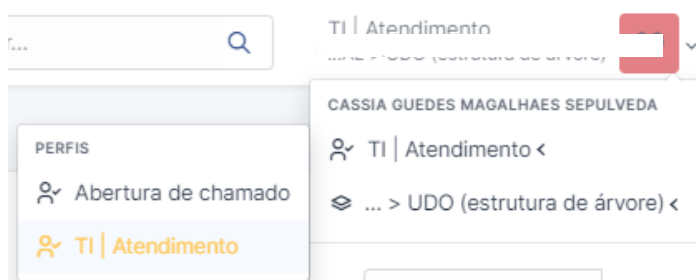 r...
TI | Atendimento
CASSIA GUEDES MAGALHAES SEPULVEDA
TI | Atendimento
... > UDO (estrutura de árvore)
PERFIS
Abertura de chamado
TI | Atendimento